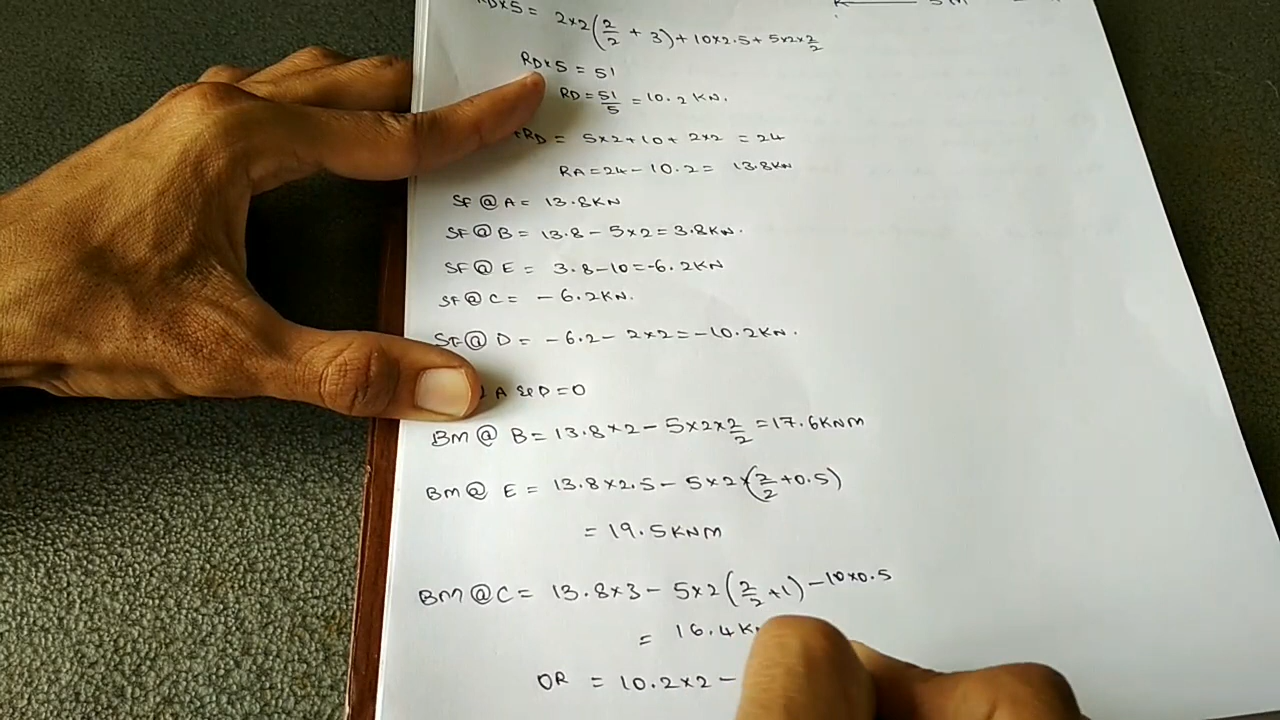 RD×5 = 2×2(2/2 + 3)+10×2.5+5×2×2/2
5m
RD×5 = 51
RD = 51/5 = 10.2 KN.
+RD = 5×2+10+2×2 = 24
RA=24-10.2= 13.8KN
SF@A= 13.8KN
SF@B= 13.8-5×2=3.8KN.
SF@E = 3.8-10=-6.2KN
SF@C= -6.2KN.
SF@D= -6.2- 2×2=-10.2KN.
A & D=0
BM@ B=13.8×2-5×2×2/2=17.6KNM
BM@ E=13.8×2.5-5×2×(2/2+0.5)
= 19.5KNM
BM@C= 13.8×3-5×2(2/2+1)-10×0.5
= 16.4K
OR = 10.2×2-